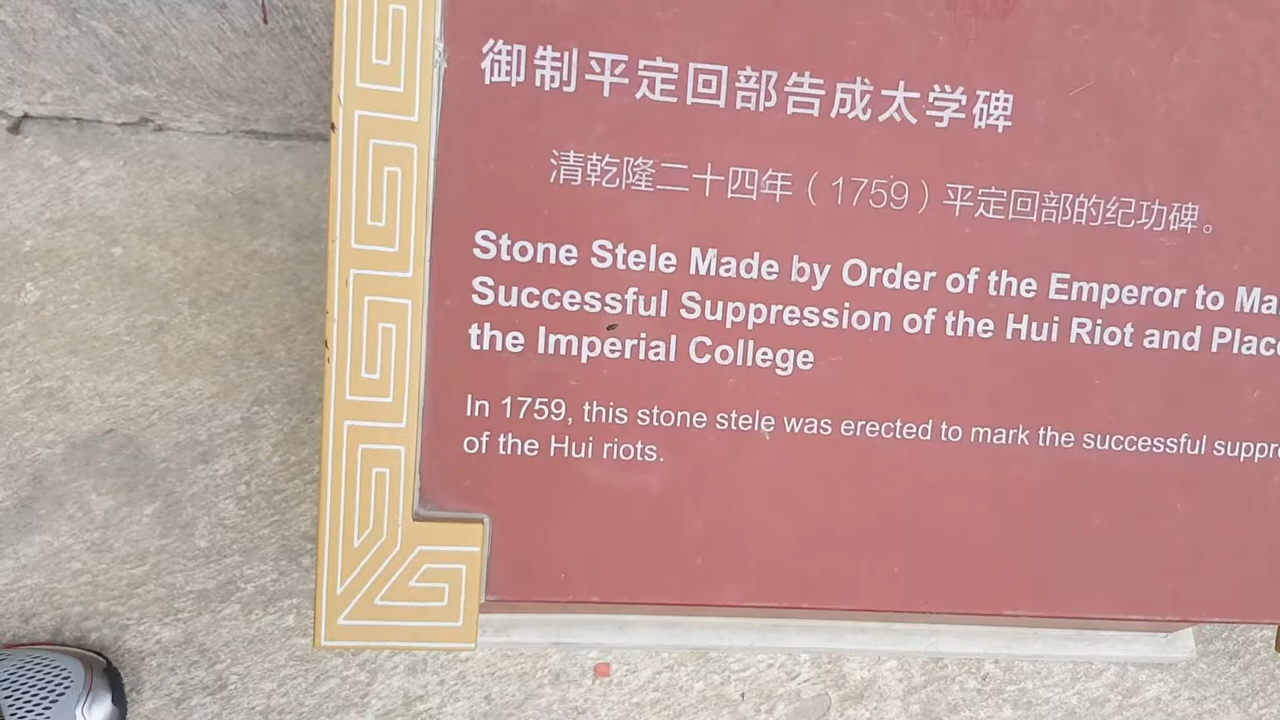 御制平定回部告成太学碑
清乾隆二十四年（1759）平定回部的纪功碑。
Stone Stele Made by Order of the Emperor to
Successful Suppression of the Hui Riot and
the Imperial College
In 1759, this stone stele was erected to mark the successful
of the Hui riots.